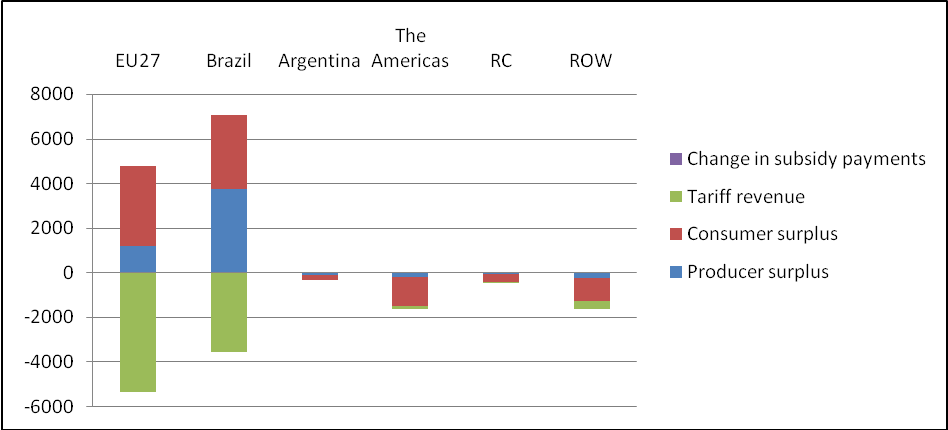 The
EU27 Brazil Argentina Americas RC ROW
8000
6000
4000
2000
0
-2000
-4000
-6000
Change in subsidy payments
Tariff revenue
Consumer surplus
Producer surplus